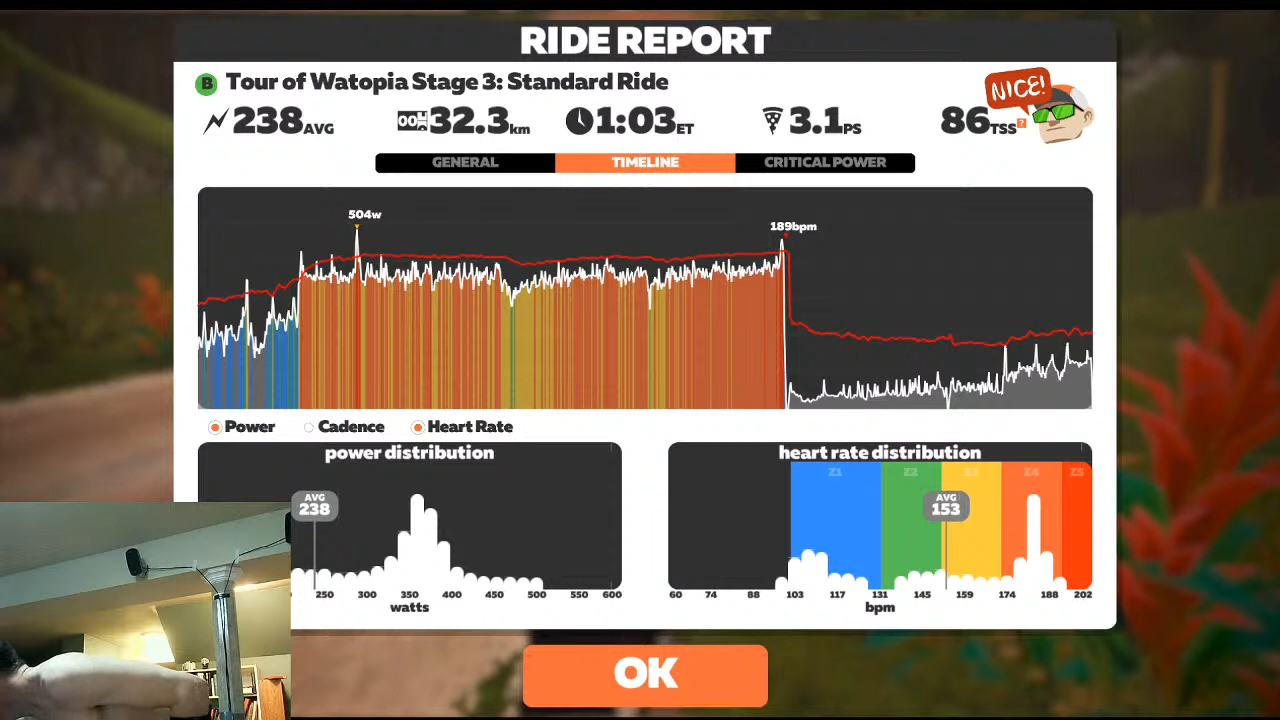 RIDE REPORT
B Tour of Watopia Stage 3: Standard Ride
NICE!
238AVG 32.3km 1:03ET 3.1PS 86TSS ?
GENERAL TIMELINE CRITICAL POWER
504w
189bpm
Power Cadence Heart Rate
power distribution
AVG
238
250 300 350 400 450 500 550 600
watts
heart rate distribution
Z1 Z2 Z3 Z4 Z5
AVG
153
60 74 88 103 117 131 145 159 174 188 202
bpm
OK